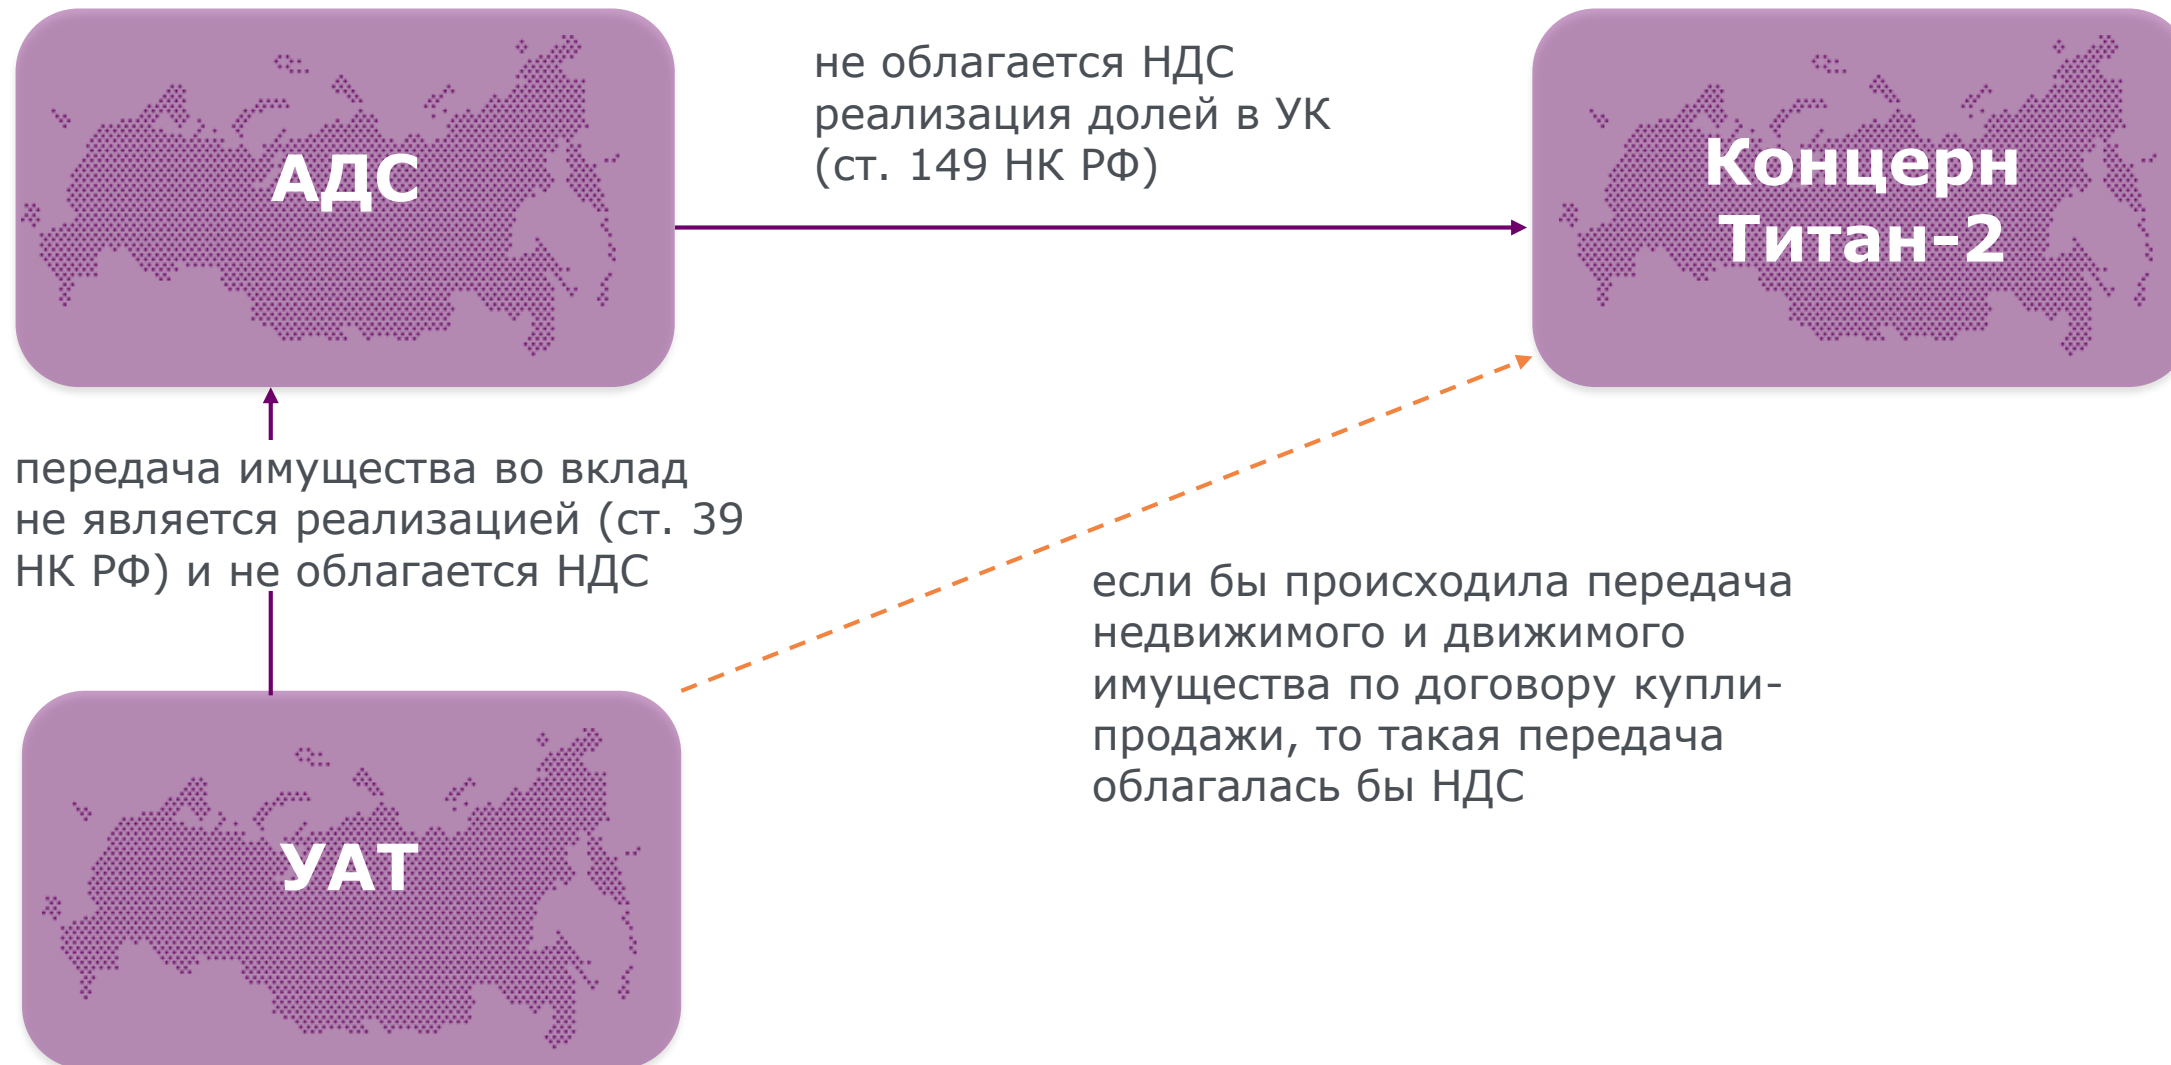 АДС
не облагается НДС
реализация долей в УК
(ст. 149 НК РФ)
Концерн
Титан-2
передача имущества во вклад
не является реализацией (ст. 39
НК РФ) и не облагается НДС
если бы происходила передача
недвижимого и движимого
имущества по договору купли-
продажи, то такая передача
облагалась бы НДС
УАТ